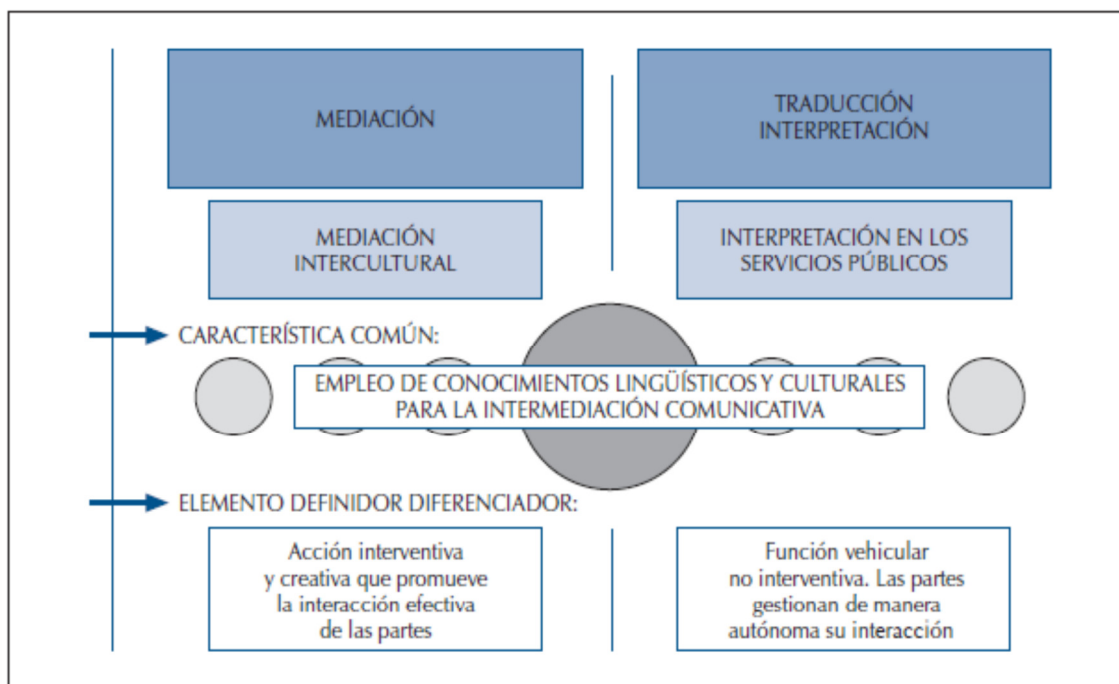 MEDIACIÓN
TRADUCCIÓN
INTERPRETACIÓN
MEDIACIÓN
INTERCULTURAL
INTERPRETACIÓN EN LOS
SERVICIOS PÚBLICOS
CARACTERÍSTICA COMÚN:
EMPLEO DE CONOCIMIENTOS LINGÜÍSTICOS Y CULTURALES
PARA LA INTERMEDIACIÓN COMUNICATIVA
ELEMENTO DEFINIDOR DIFERENCIADOR:
Acción interventiva
y creativa que promueve
la interacción efectiva
de las partes
Función vehicular
no interventiva. Las partes
gestionan de manera
autónoma su interacción